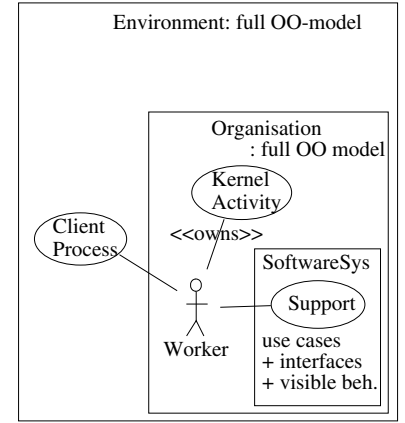 Environment: full OO-model
Organisation
: full OO model
Kernel
Activity
<<owns>>
Client
Process
SoftwareSys
Support
Worker
use cases
+ interfaces
+ visible beh.